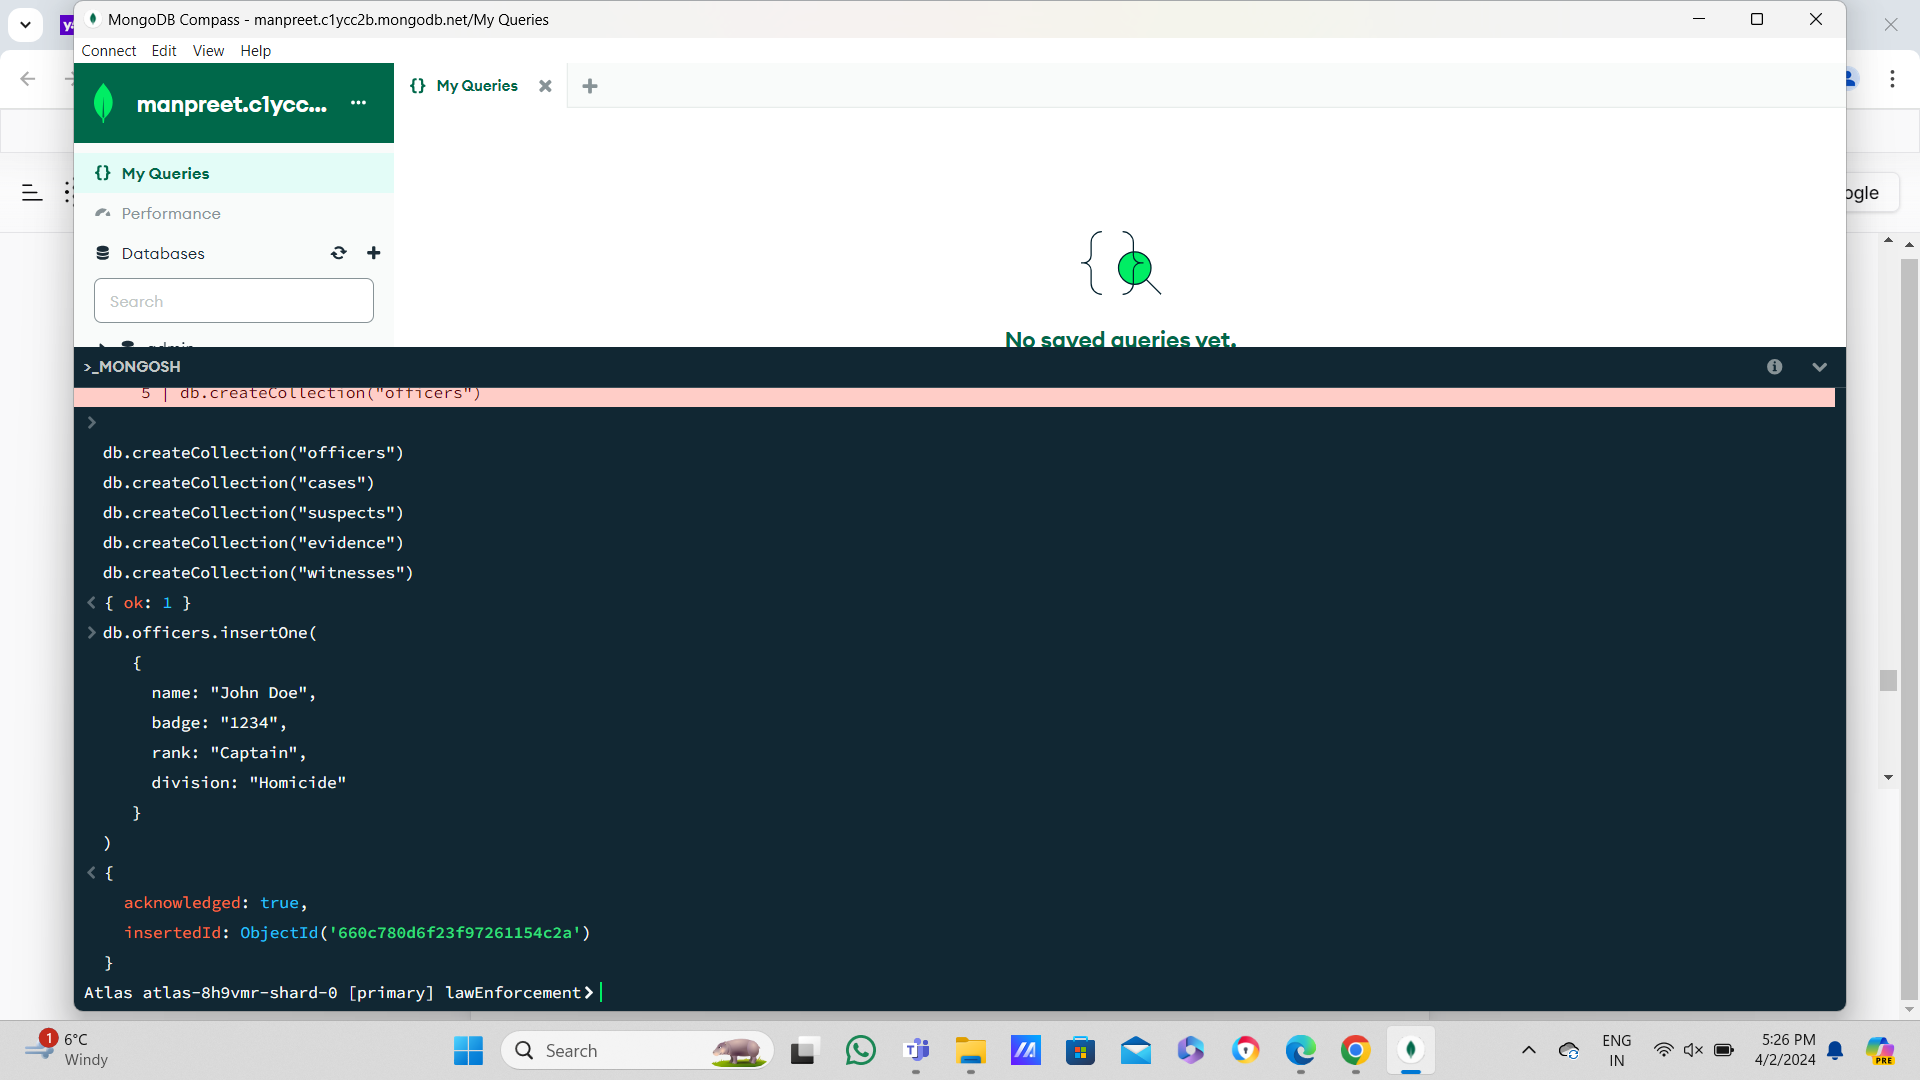 MongoDB Compass - manpreet.c1ycc2b.mongodb.net/My Queries
Connect Edit View Help
manpreet.c1ycc... ...
{} My Queries
+
{} My Queries
Performance
Databases
Search
admin
No saved queries yet.
ogle
>_MONGOSH
5 | db.createCollection("officers")
>
db.createCollection("officers")
db.createCollection("cases")
db.createCollection("suspects")
db.createCollection("evidence")
db.createCollection("witnesses")
< { ok: 1 }
> db.officers.insertOne(
{
name: "John Doe",
badge: "1234",
rank: "Captain",
division: "Homicide"
}
)
< {
acknowledged: true,
insertedId: ObjectId('660c780d6f23f97261154c2a')
}
Atlas atlas-8h9vmr-shard-0 [primary] lawEnforcement>
1
6°C
Windy
Search
ENG
IN
5:26 PM
4/2/2024
PRE